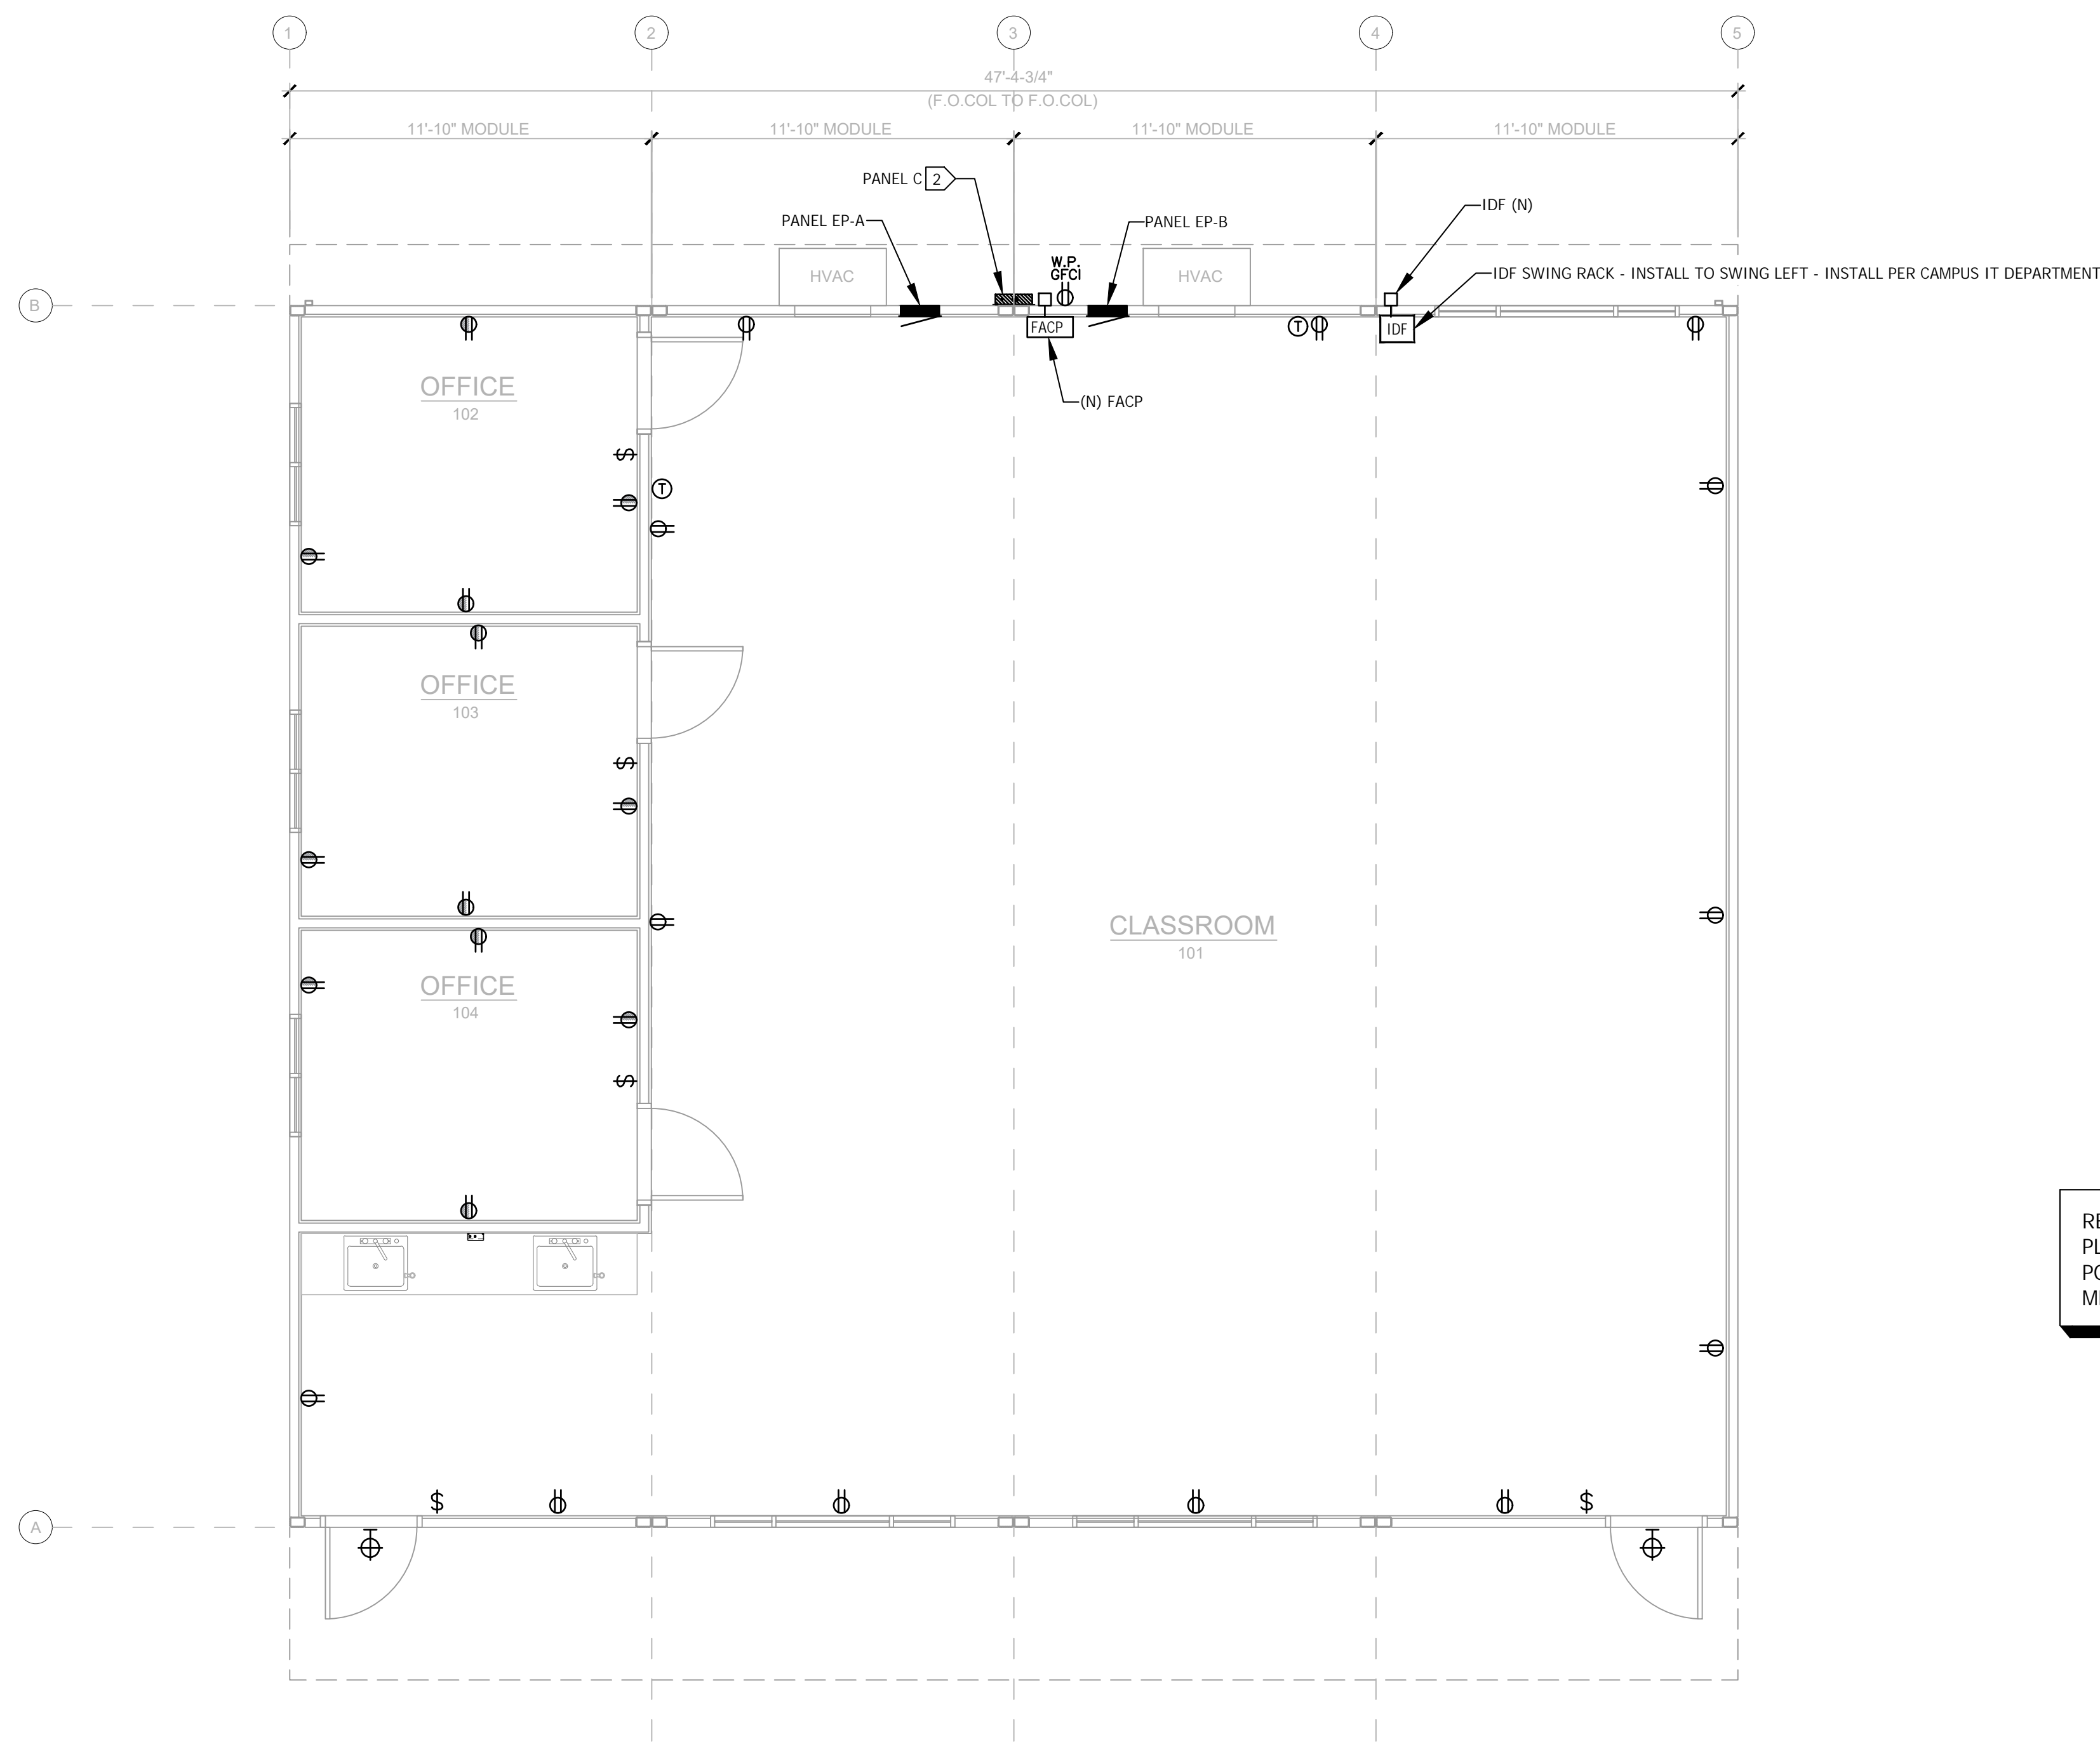 1
2
3
4
5
47'-4-3/4"
(F.O.COL TO F.O.COL)
11'-10" MODULE
11'-10" MODULE
11'-10" MODULE
11'-10" MODULE
PANEL C 2
PANEL EP-A
PANEL EP-B
IDF (N)
HVAC
W.P.
GFCI
HVAC
IDF SWING RACK - INSTALL TO SWING LEFT - INSTALL PER CAMPUS IT DEPARTMENT
B
FACP
T
IDF
OFFICE
102
(N) FACP
$
T
OFFICE
103
$
CLASSROOM
101
OFFICE
104
$
$
$
A